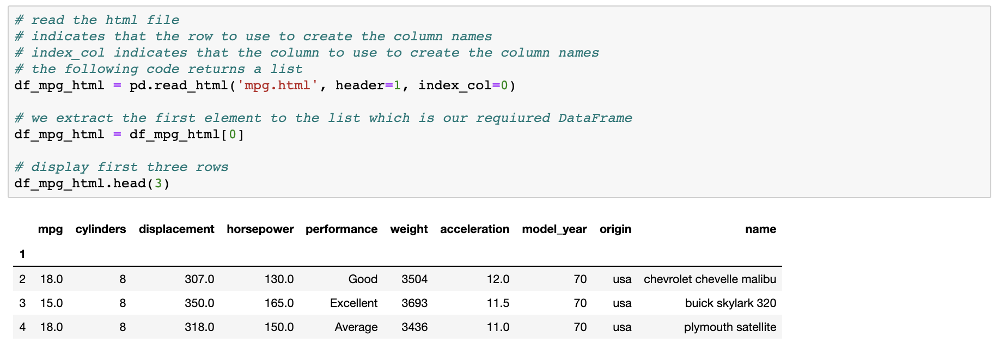 # read the html file
# indicates that the row to use to create the column names
# index_col indicates that the column to use to create the column names
# the following code returns a list
df_mpg_html = pd.read_html('mpg.html', header=1, index_col=0)
# we extract the first element to the list which is our requiured DataFrame
df_mpg_html = df_mpg_html[0]
# display first three rows
df_mpg_html.head(3)
mpg cylinders displacement horsepower performance weight acceleration model_year origin name
1
2 18.0 8 307.0 130.0 Good 3504 12.0 70 usa chevrolet chevelle malibu
3 15.0 8 350.0 165.0 Excellent 3693 11.5 70 usa buick skylark 320
4 18.0 8 318.0 150.0 Average 3436 11.0 70 usa plymouth satellite